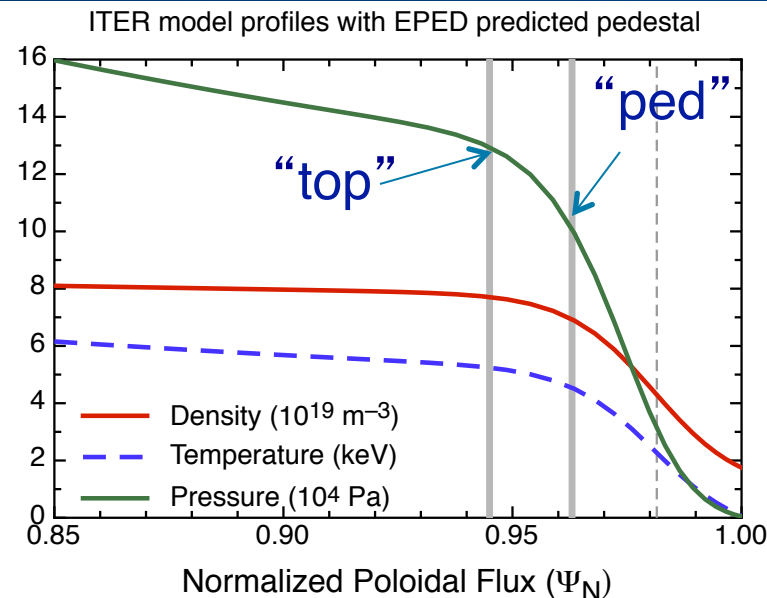 ITER model profiles with EPED predicted pedestal
16
14
12
10
8
6
4
2
0
“top”
“ped”
Density (10¹⁹ m⁻³)
Temperature (keV)
Pressure (10⁴ Pa)
0.85 0.90 0.95 1.00
Normalized Poloidal Flux (Ψ_N)